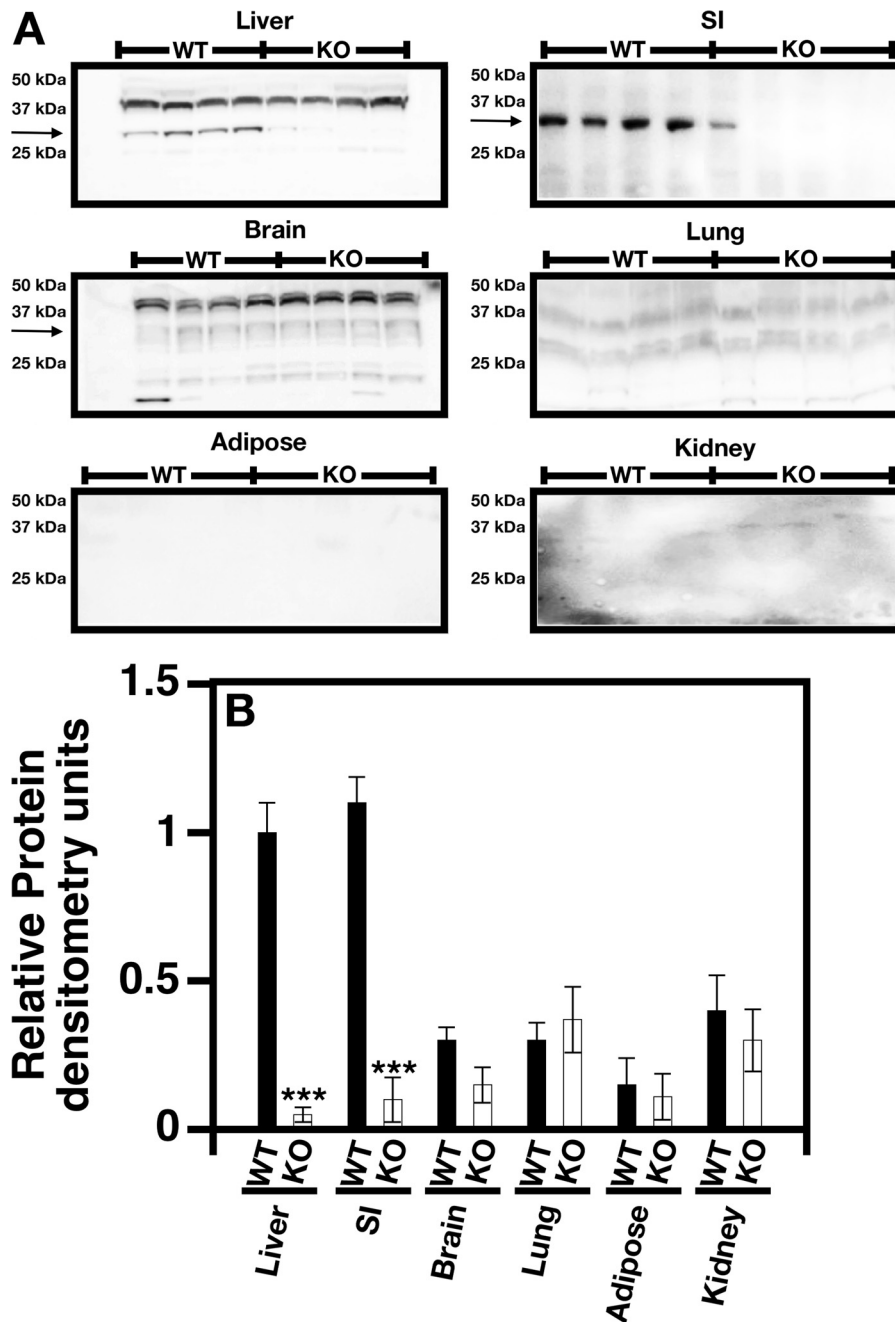 A
Liver
WT KO
50 kDa
37 kDa
25 kDa
SI
WT KO
50 kDa
37 kDa
25 kDa
Brain
WT KO
50 kDa
37 kDa
25 kDa
Lung
WT KO
50 kDa
37 kDa
25 kDa
Adipose
WT KO
50 kDa
37 kDa
25 kDa
Kidney
WT KO
50 kDa
37 kDa
25 kDa
B
Relative Protein
densitometry units
1.5
1
0.5
0
*** ***
WT KO WT KO WT KO WT KO WT KO WT KO
Liver SI Brain Lung Adipose Kidney